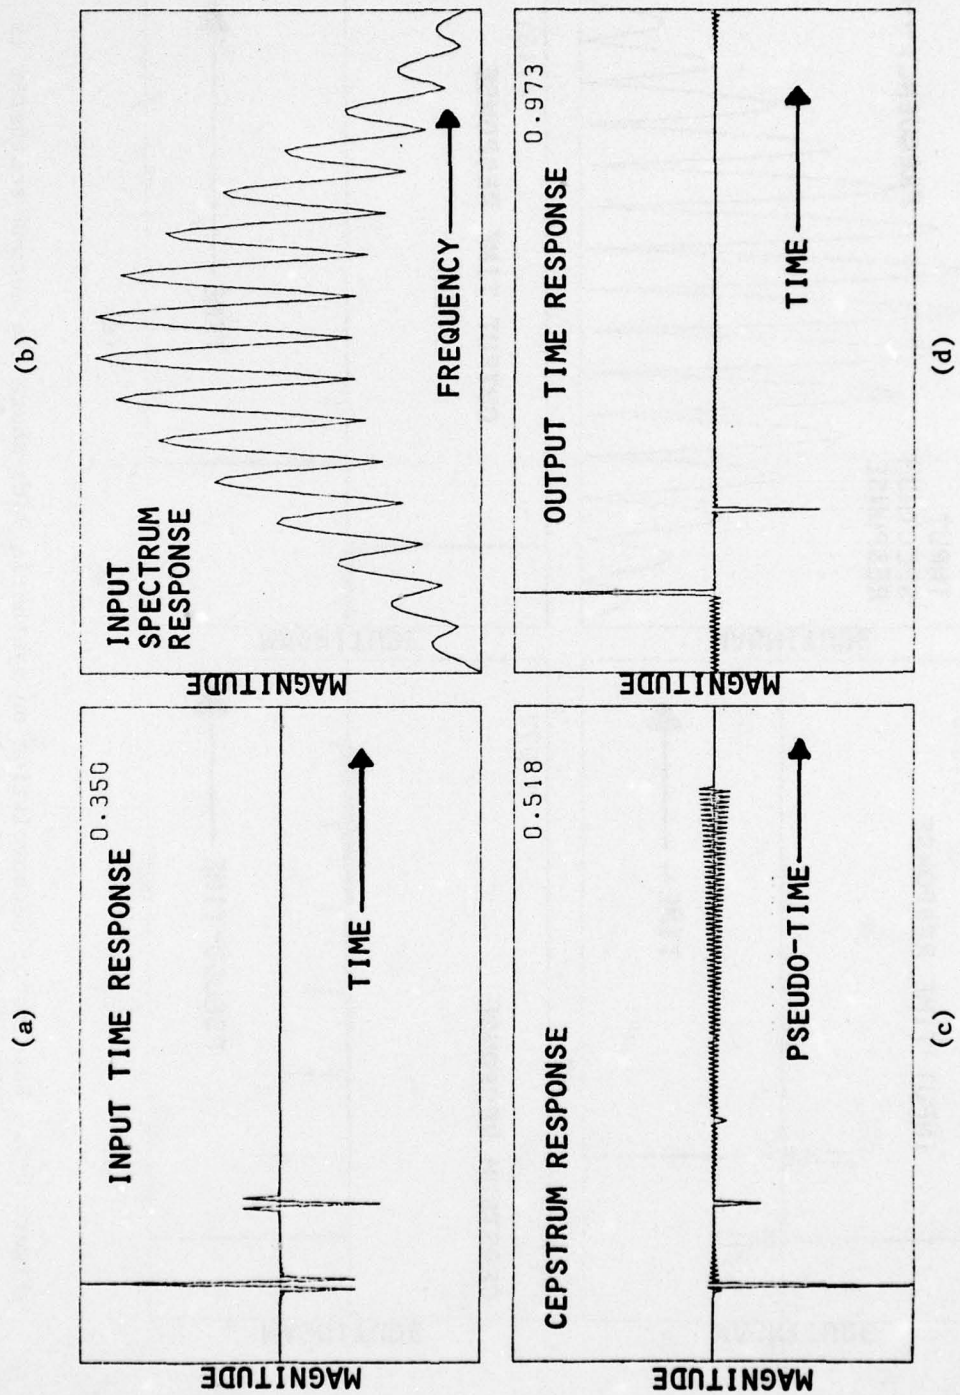 (a)
MAGNITUDE
INPUT TIME RESPONSE
0.350
TIME
(b)
MAGNITUDE
INPUT
SPECTRUM
RESPONSE
FREQUENCY
(c)
MAGNITUDE
CEPSTRUM RESPONSE
0.518
PSEUDO-TIME
(d)
MAGNITUDE
OUTPUT TIME RESPONSE
0.973
TIME